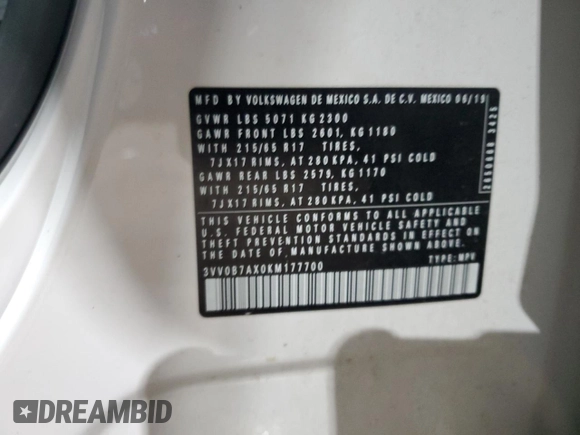 MFD BY VOLKSWAGEN DE MEXICO S.A. DE C.V. MEXICO 06/19
GVWR LBS 5071 KG 2300
GAWR FRONT LBS 2601, KG 1180
WITH 215/65 R17 TIRES,
7JX17 RIMS, AT 280 KPA, 41 PSI COLD
GAWR REAR LBS 2579, KG 1170
WITH 215/65 R17 TIRES,
7JX17 RIMS, AT 280 KPA, 41 PSI COLD
THIS VEHICLE CONFORMS TO ALL APPLICABLE
U.S. FEDERAL MOTOR VEHICLE SAFETY AND
THEFT PREVENTION STANDARDS IN EFFECT ON
THE DATE OF MANUFACTURE SHOWN ABOVE.
3VV0B7AX0KM177700 TYPE: MPV
DREAMBID